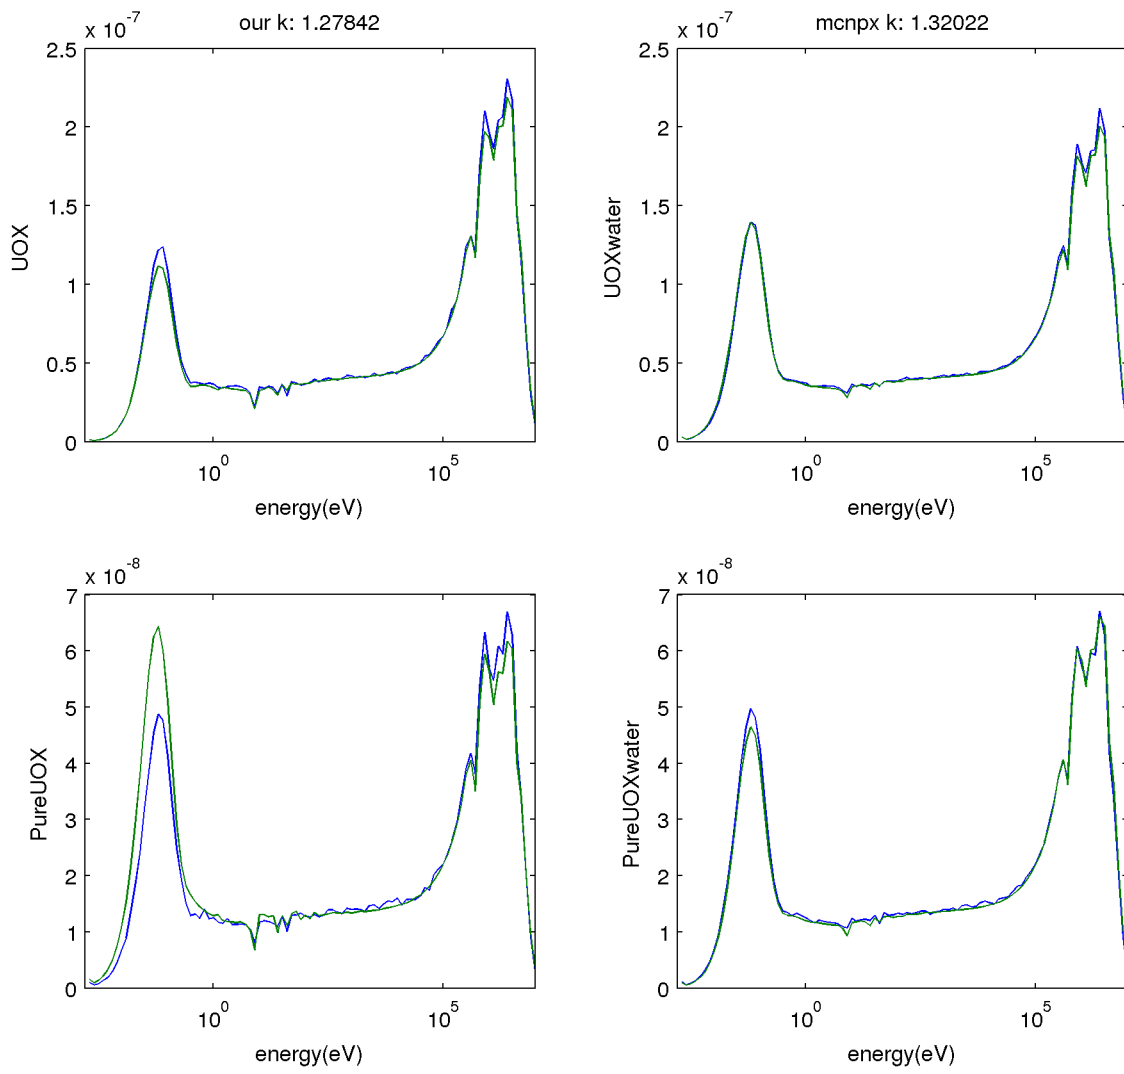 our k: 1.27842
mcnpx k: 1.32022
x 10^-7
2.5
2
1.5
1
0.5
0
UOX
10^0
10^5
energy(eV)
x 10^-7
2.5
2
1.5
1
0.5
0
UOXwater
10^0
10^5
energy(eV)
x 10^-8
7
6
5
4
3
2
1
0
PureUOX
10^0
10^5
energy(eV)
x 10^-8
7
6
5
4
3
2
1
0
PureUOXwater
10^0
10^5
energy(eV)